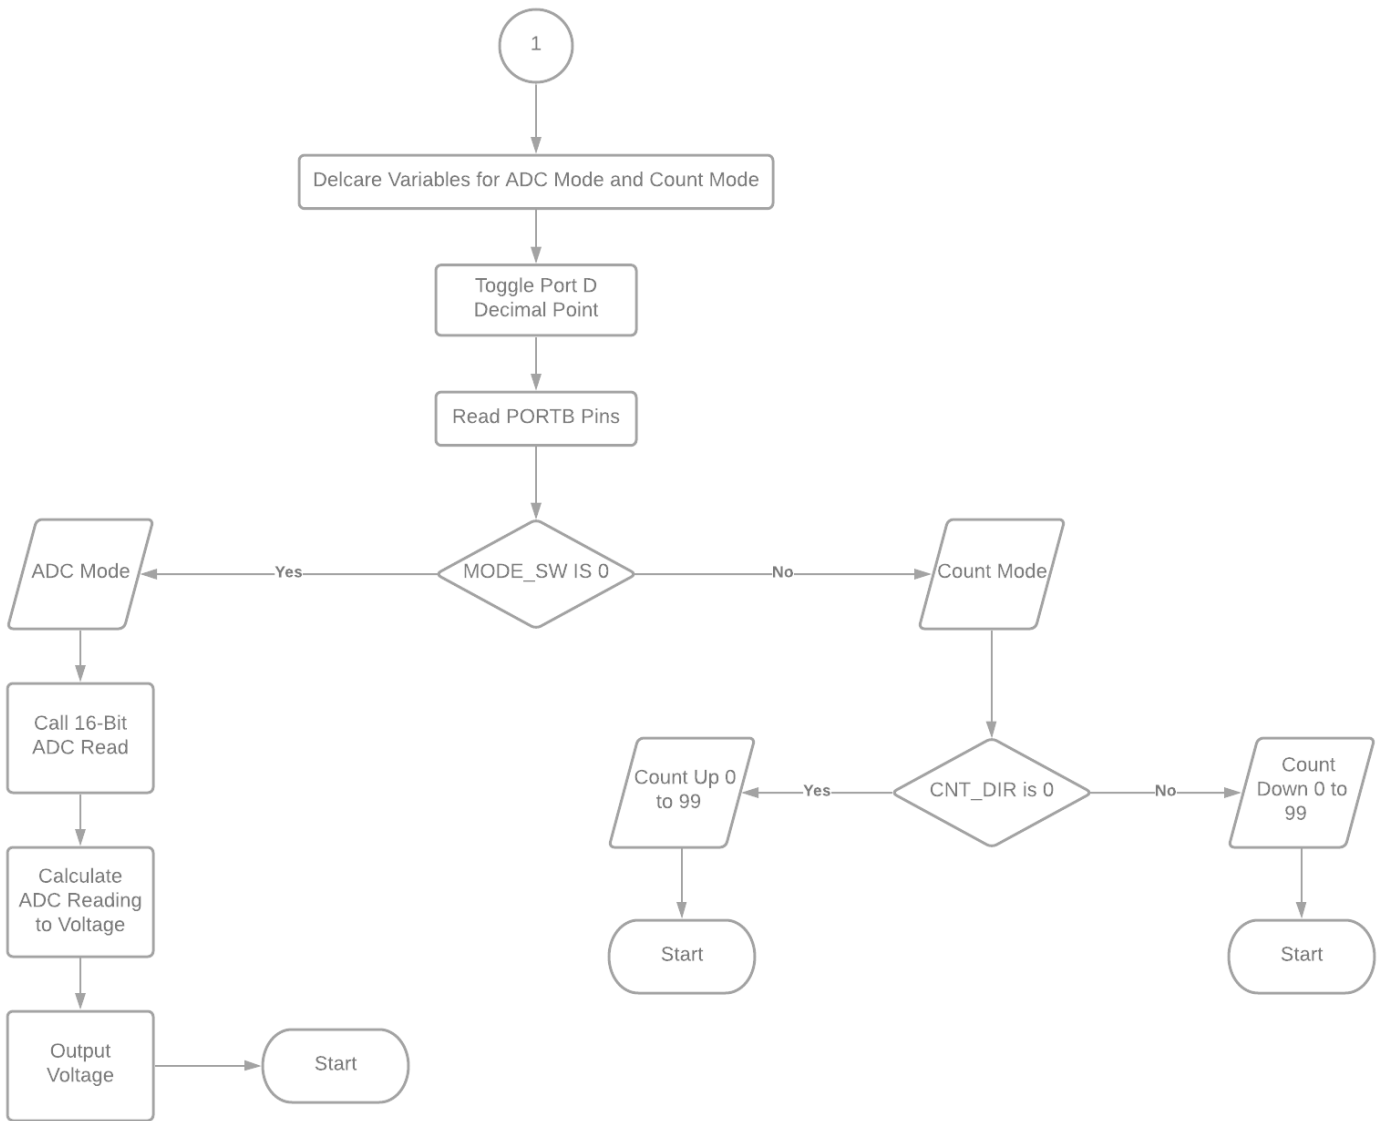 1
Delcare Variables for ADC Mode and Count Mode
Toggle Port D
Decimal Point
Read PORTB Pins
ADC Mode
Yes
MODE_SW IS 0
No
Count Mode
Call 16-Bit
ADC Read
Count Up 0
to 99
Yes
CNT_DIR is 0
No
Count
Down 0 to
99
Calculate
ADC Reading
to Voltage
Start
Start
Output
Voltage
Start